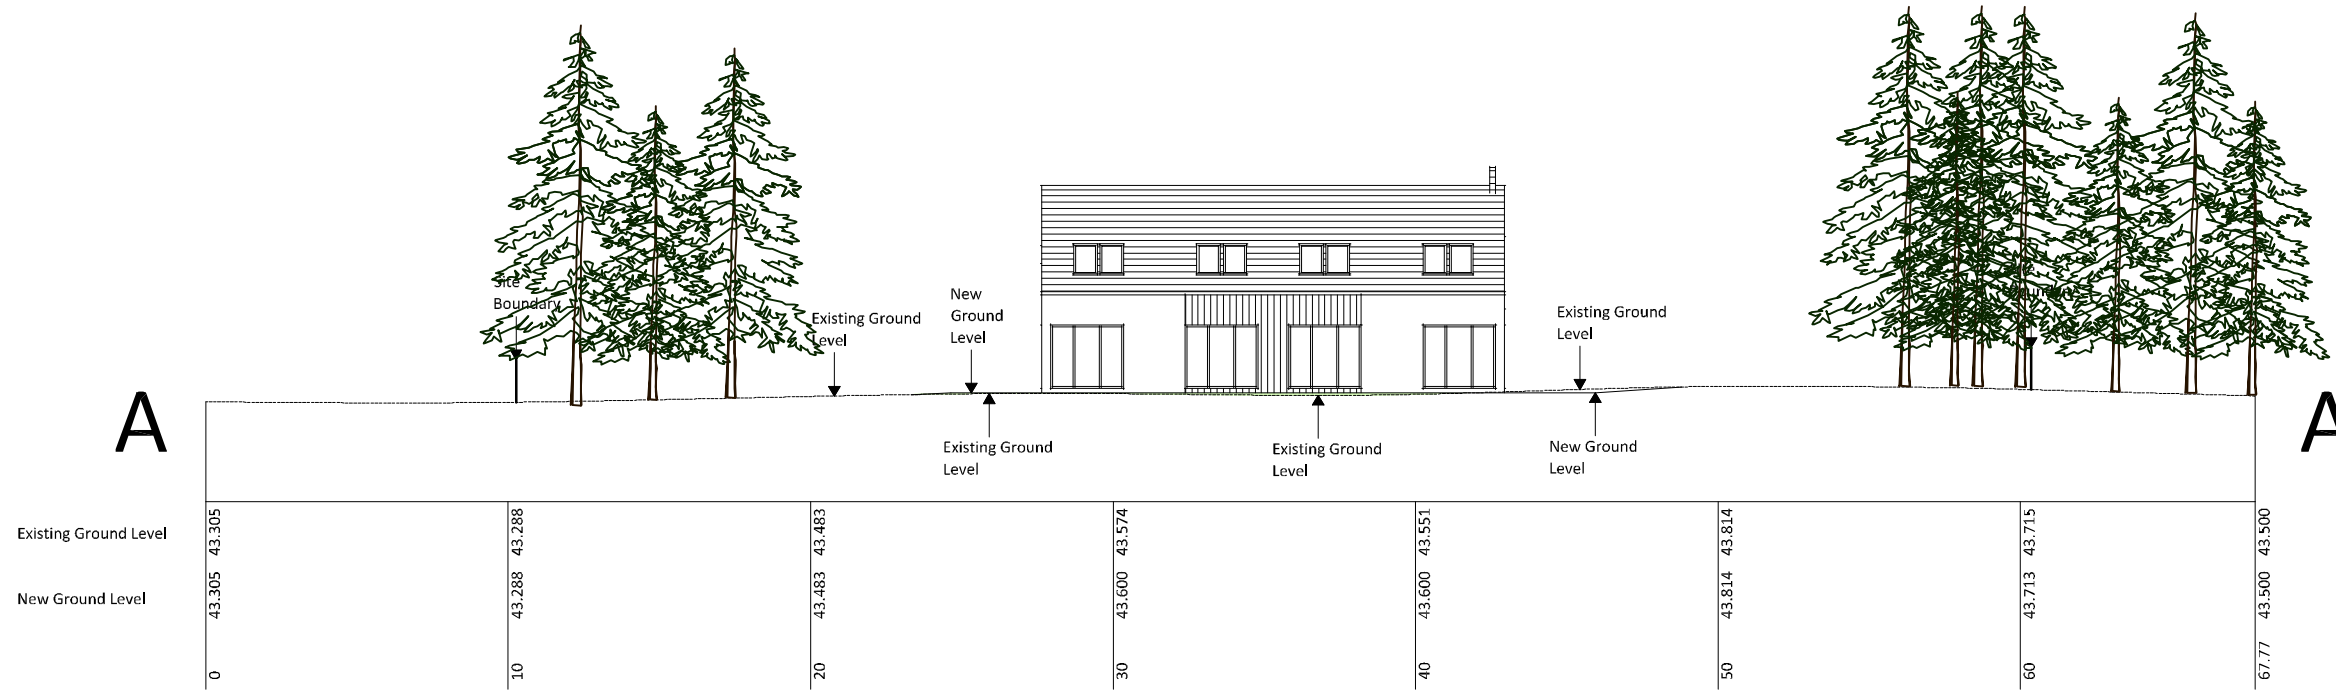 Site
Boundary
Existing Ground
Level
New
Ground
Level
Existing Ground
Level
A
A
Existing Ground
Level
Existing Ground
Level
New Ground
Level
Existing Ground Level
43.305
43.288
43.483
43.574
43.551
43.814
43.715
43.500
New Ground Level
43.305
43.288
43.483
43.600
43.600
43.814
43.713
43.500
0
10
20
30
40
50
60
67.77